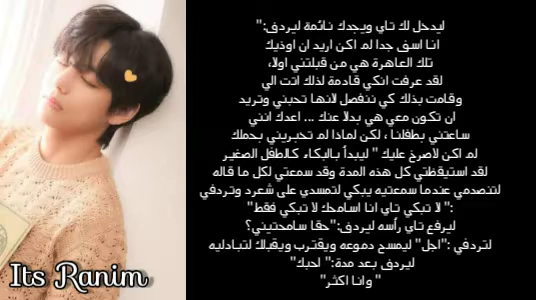 ليدخل لك تاي ويجدك نائمة ليردف:"
انا اسق جدا لم اكن اريد ان اوذيك
تلك العاهرة هي من قبلتني اولا،
لقد عرفت انكي قادمة لذلك اتت الي
وقامت بذلك كي ننفصل لانها تحبني وتريد
ان تكون معي هي بدلا عنك ... اعدك انني
ساعتني بطفلنا ، لكن لماذا لم تخبريني بحملك
لم اكن لاصرخ عليك " ليبدأ بالبكاء كالطفل الصغير
لقد استيقظتي كل هذه المدة وقد سمعتي لكل ما قاله
لتنصدمي عندما سمعتيه يبكي لتمسدي على شعرد وتردفي
:" لا تبكي تاي انا اسامحك لا تبكي فقط"
ليرفع تاي رأسه ليردف:"حقا سامحتيني؟
لتردفي :"اجل" ليمسح دموعه ويقترب ويقبلك لتبادليه
ليردف بعد مدة:" احبك"
"وانا اكثر"
Its Ranim